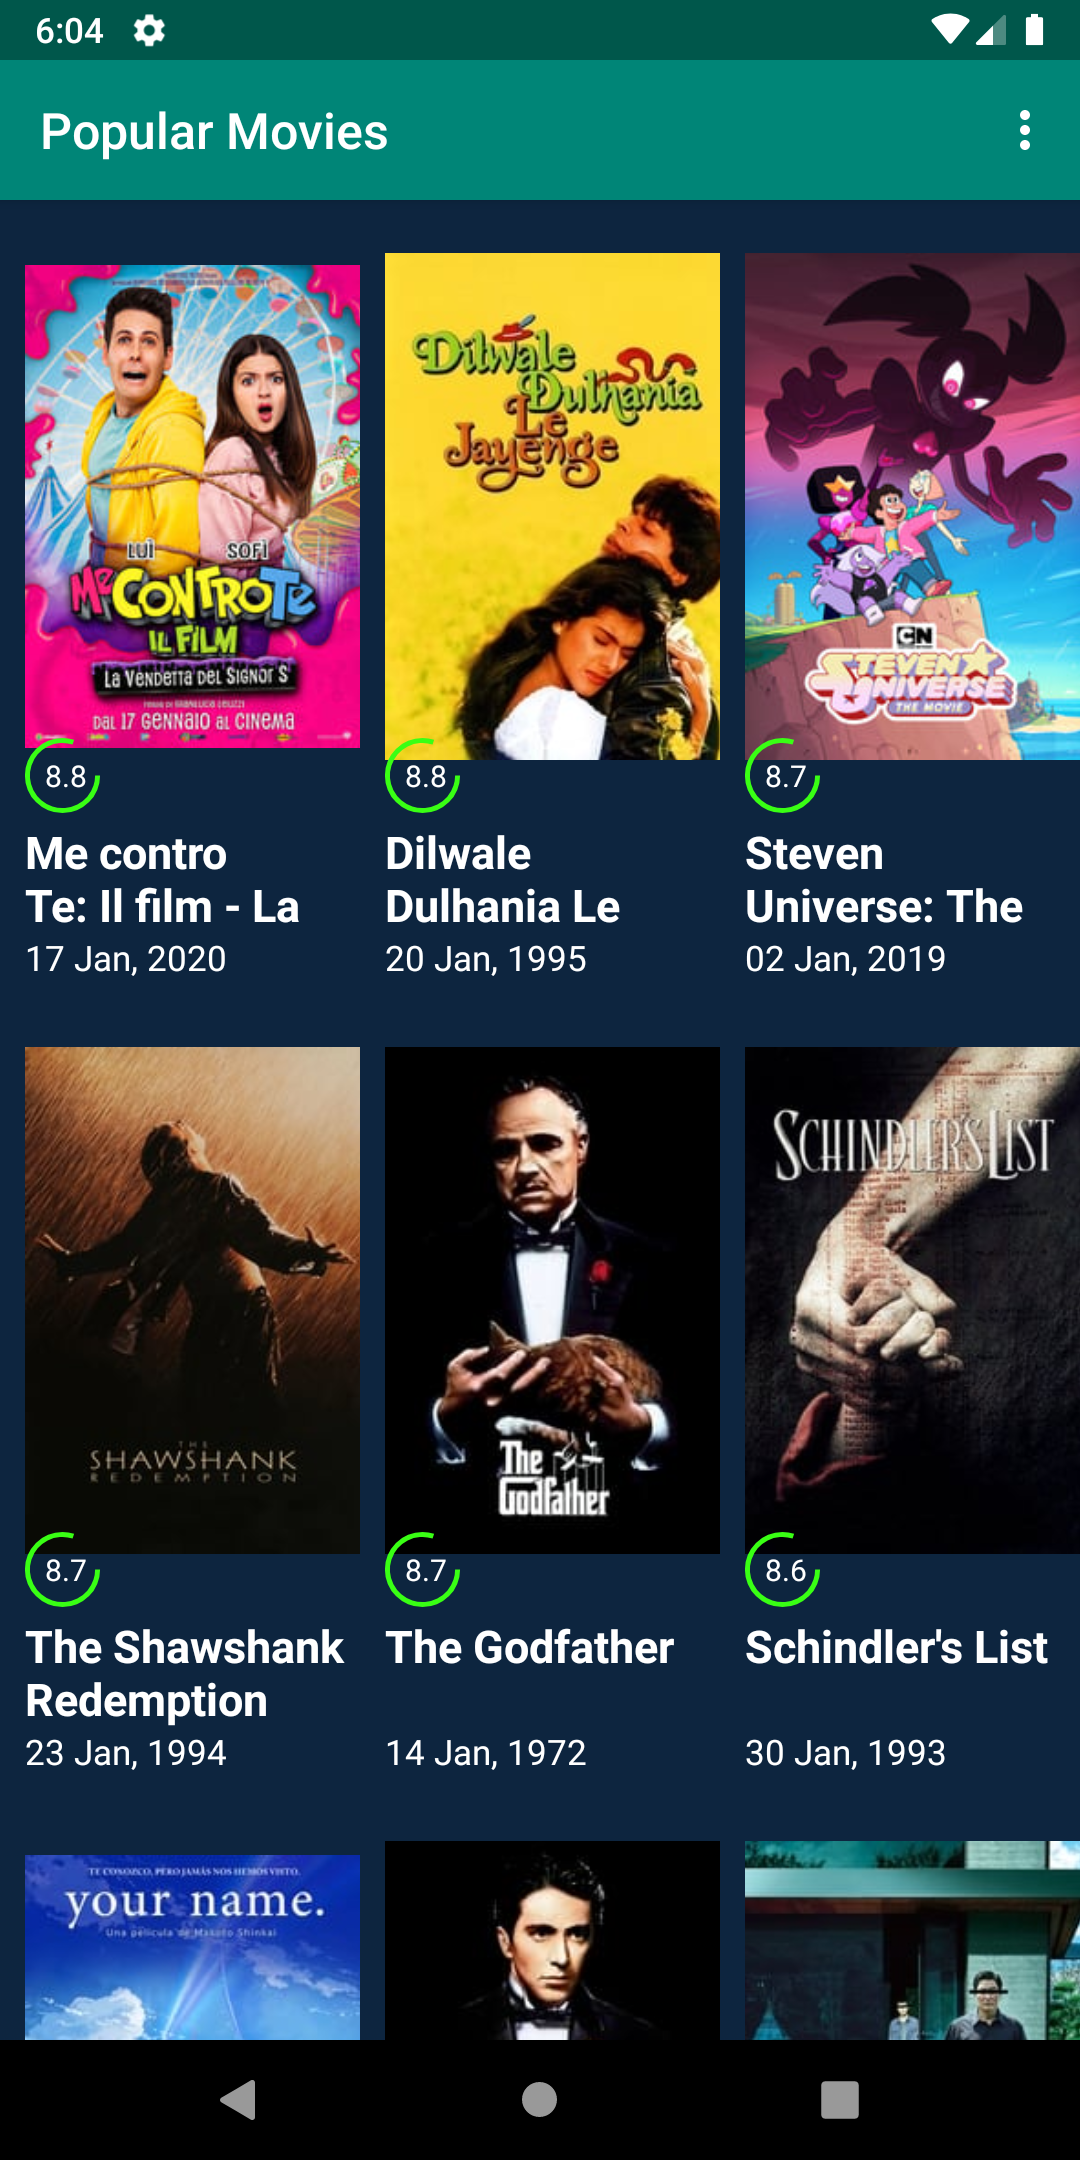 6:04
Popular Movies
LUÌ
SOFÌ
Me CONTRO Te
IL FILM
LA VENDETTA DEL SIGNOR S
DAL 17 GENNAIO AL CINEMA
Dilwale
Dulhania
Le
Jayenge
CN
STEVEN
UNIVERSE
THE MOVIE
8.8
8.8
8.7
Me contro
Te: Il film - La
17 Jan, 2020
Dilwale
Dulhania Le
20 Jan, 1995
Steven
Universe: The
02 Jan, 2019
THE
SHAWSHANK
REDEMPTION
The
Godfather
SCHINDLER'S LIST
8.7
8.7
8.6
The Shawshank
Redemption
23 Jan, 1994
The Godfather
14 Jan, 1972
Schindler's List
30 Jan, 1993
TE CONOZCO, PERO JAMÁS NOS HEMOS VISTO.
your name.
Una película de Makoto Shinkai